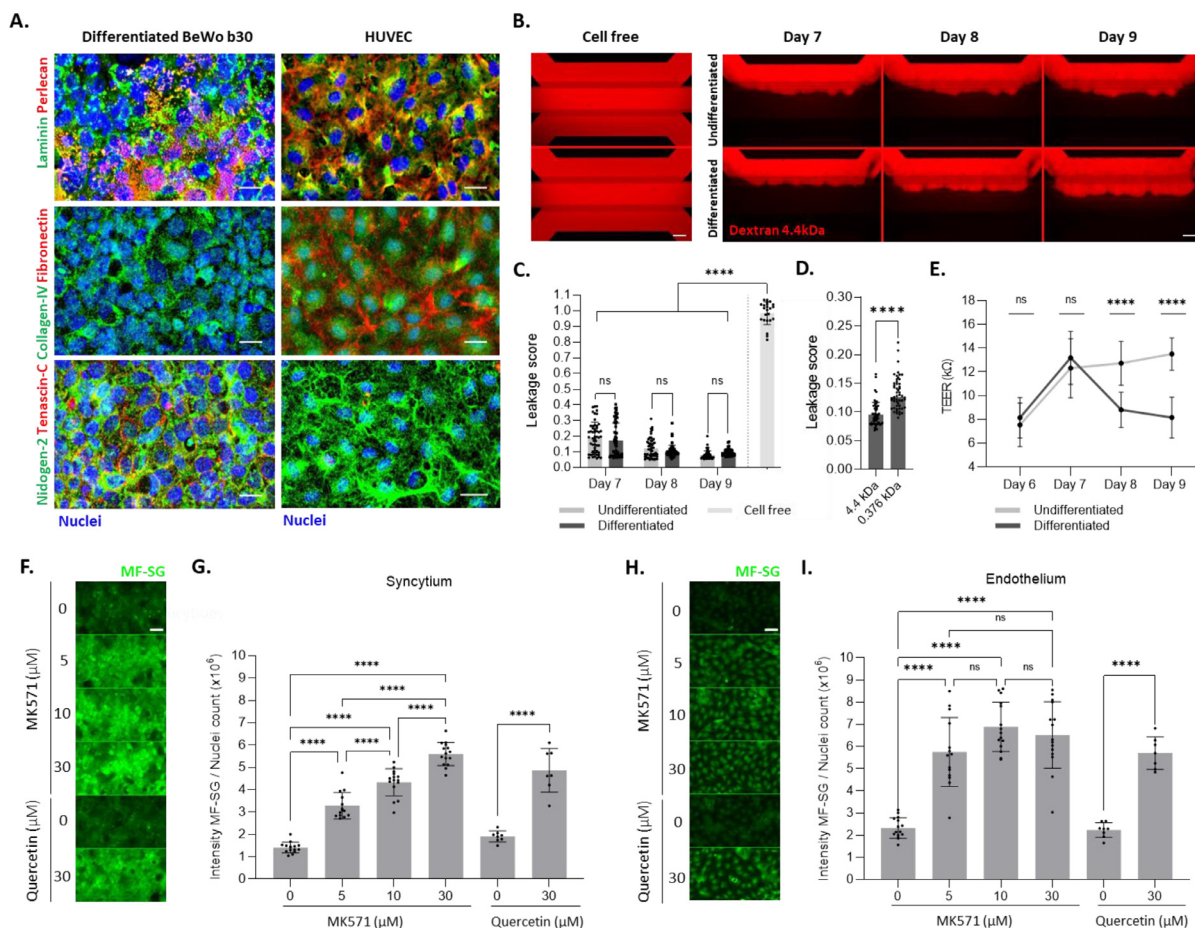 A.
Differentiated BeWo b30
HUVEC
Laminin Perlecan
Nidogen-2 Tenascin-C Collagen-IV Fibronectin
Nuclei
Nuclei
B.
Cell free
Day 7
Day 8
Day 9
Undifferentiated
Differentiated
Dextran 4.4kDa
C.
****
Leakage score
1.1
1.0
0.9
0.8
0.7
0.6
0.5
0.4
0.3
0.2
0.1
0.0
ns
ns
ns
Day 7
Day 8
Day 9
Undifferentiated
Differentiated
Cell free
D.
Leakage score
0.30
0.25
0.20
0.15
0.10
0.05
0.00
****
4.4 kDa
0.376 kDa
E.
ns
ns
****
****
TEER (kΩ)
18
16
14
12
10
8
6
4
Day 6
Day 7
Day 8
Day 9
Undifferentiated
Differentiated
F.
MF-SG
MK571 (μM)
0
5
10
30
Quercetin (μM)
0
30
G.
Syncytium
Intensity MF-SG / Nuclei count (x10⁶)
10
9
8
7
6
5
4
3
2
1
0
****
****
****
****
****
****
****
0
5
10
30
0
30
MK571 (μM)
Quercetin (μM)
H.
MF-SG
MK571 (μM)
0
5
10
30
Quercetin (μM)
0
30
I.
Endothelium
Intensity MF-SG / Nuclei count (x10⁶)
10
9
8
7
6
5
4
3
2
1
0
****
ns
****
****
ns
ns
****
0
5
10
30
0
30
MK571 (μM)
Quercetin (μM)